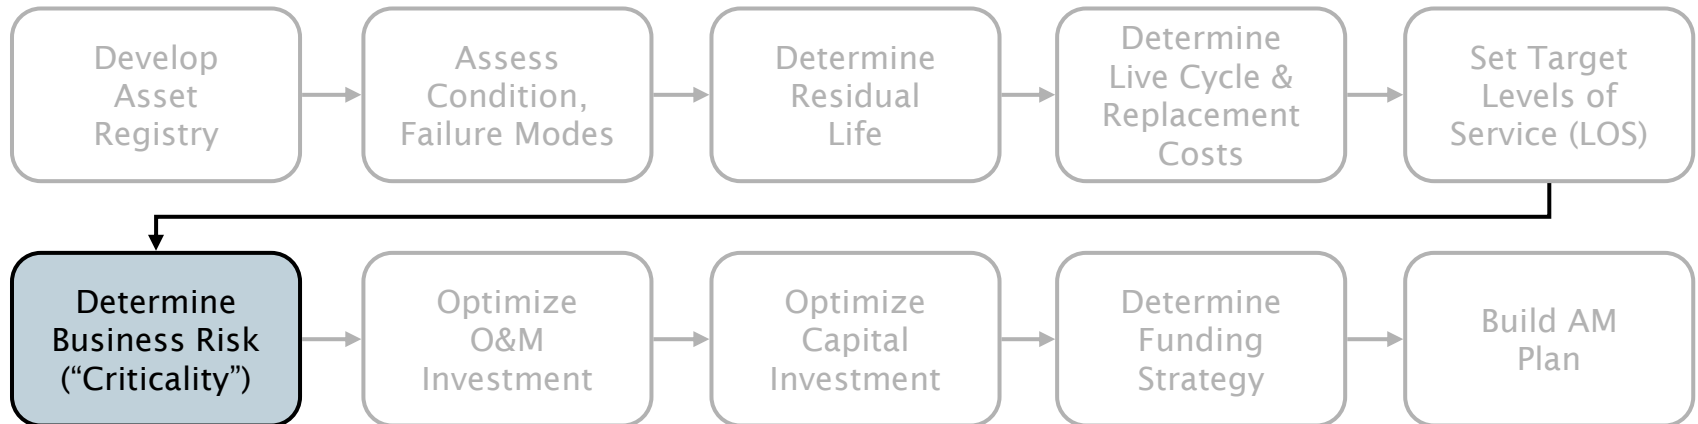 Develop
Asset
Registry
Assess
Condition,
Failure Modes
Determine
Residual
Life
Determine
Live Cycle &
Replacement
Costs
Set Target
Levels of
Service (LOS)
Determine
Business Risk
(“Criticality”)
Optimize
O&M
Investment
Optimize
Capital
Investment
Determine
Funding
Strategy
Build AM
Plan